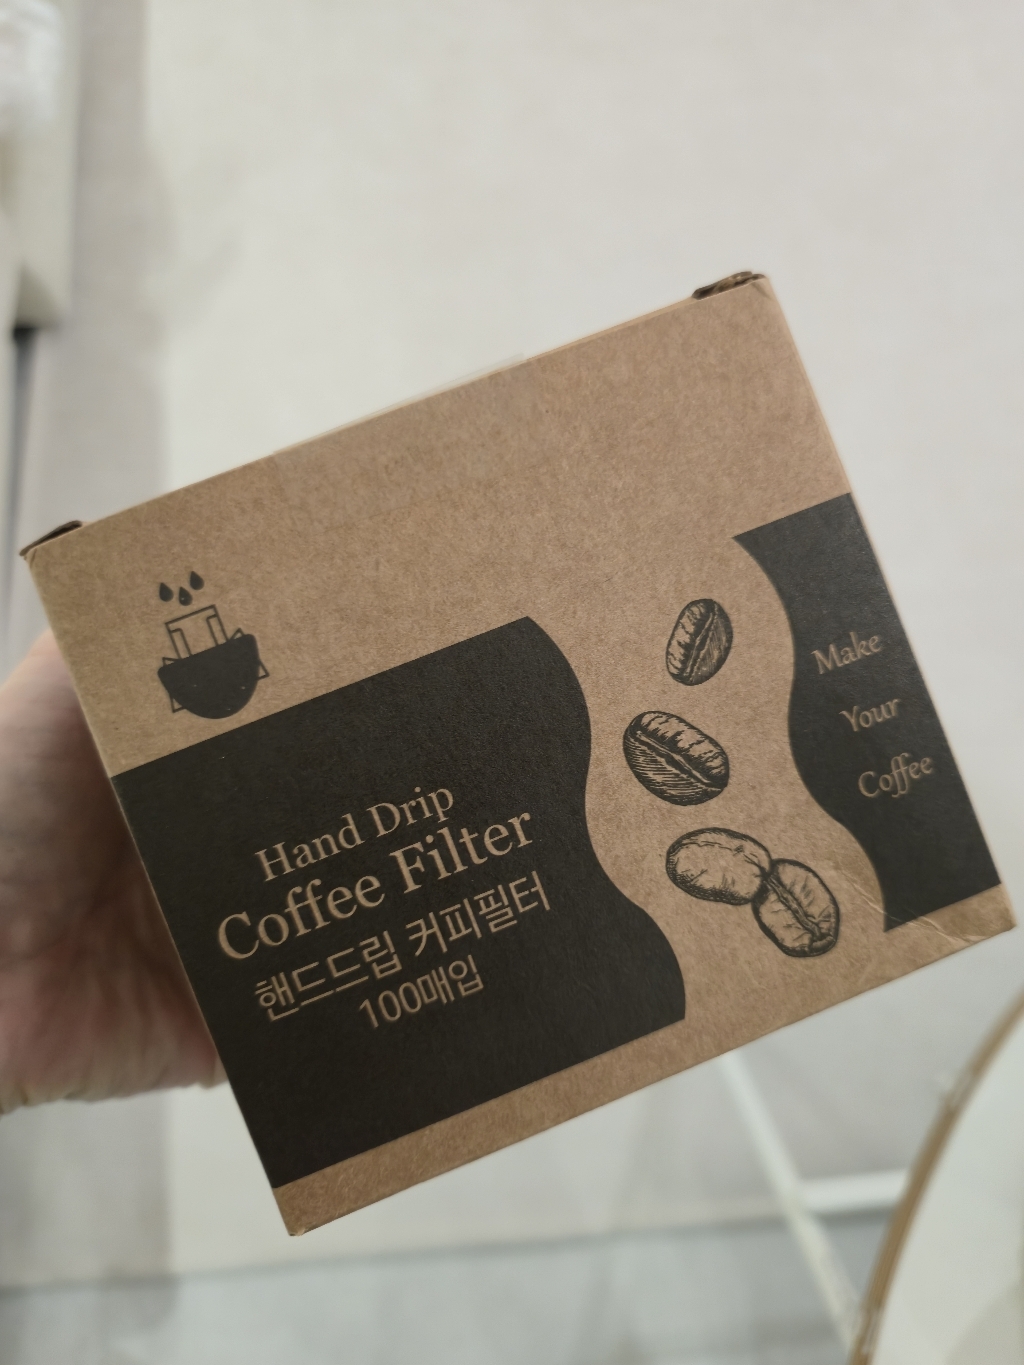 Hand Drip
Coffee Filter
핸드드립 커피필터
100매입
Make
Your
Coffee